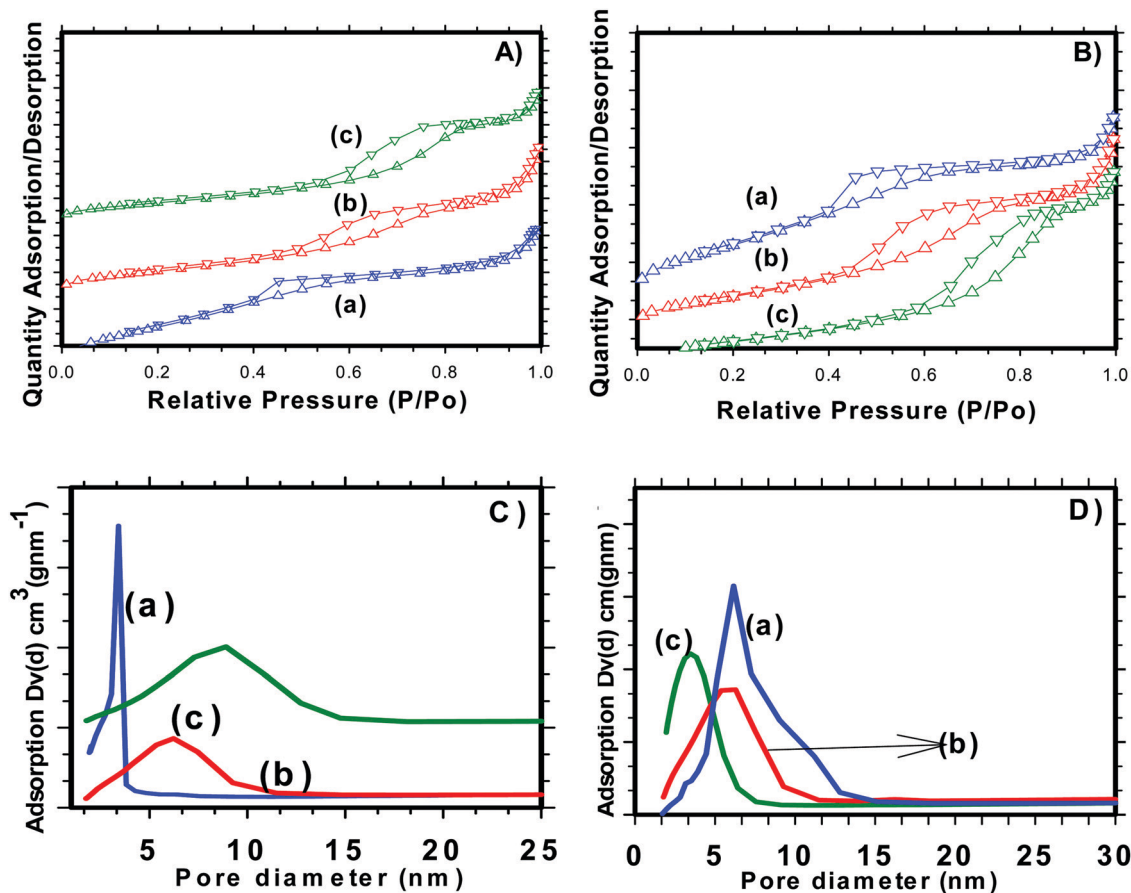 A)
Quantity Adsorption/Desorption
(c)
(b)
(a)
0.0 0.2 0.4 0.6 0.8 1.0
Relative Pressure (P/Po)
B)
Quantity Adsorption/Desorption
(a)
(b)
(c)
0.0 0.2 0.4 0.6 0.8 1.0
Relative Pressure (P/Po)
C)
Adsorption Dv(d) cm³(gnm⁻¹
(a)
(c)
(b)
5 10 15 20 25
Pore diameter (nm)
D)
Adsorption Dv(d) cm(gnm)
(c)
(a)
(b)
0 5 10 15 20 25 30
Pore diameter (nm)